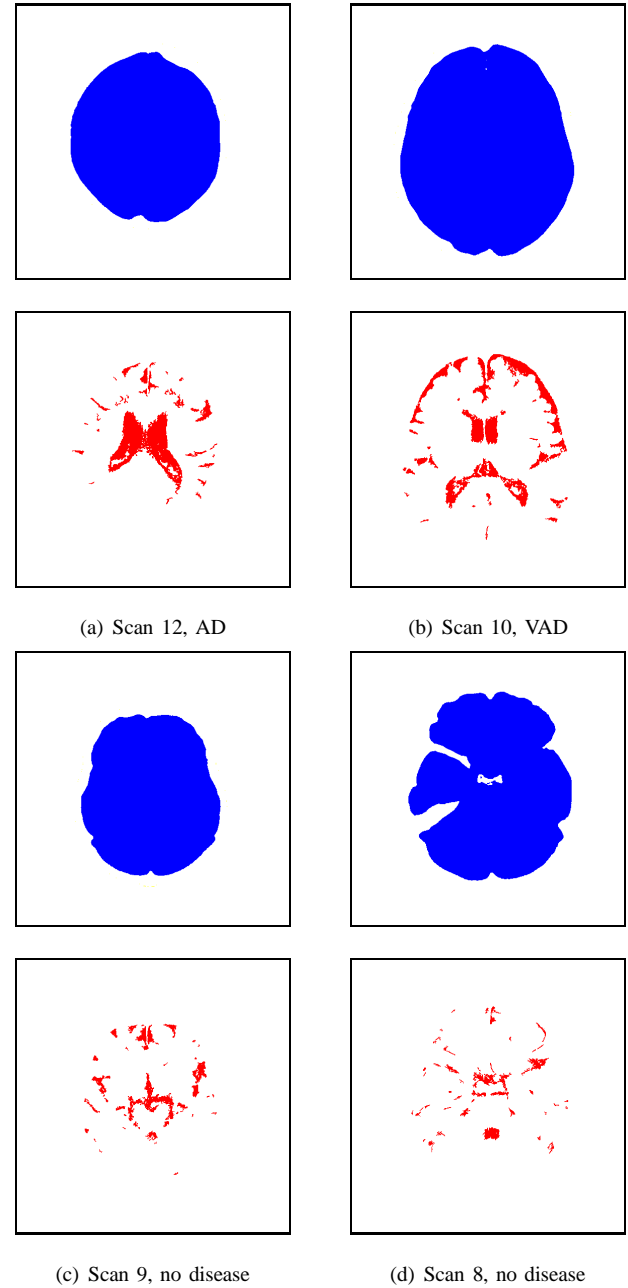 (a) Scan 12, AD
(b) Scan 10, VAD
(c) Scan 9, no disease
(d) Scan 8, no disease